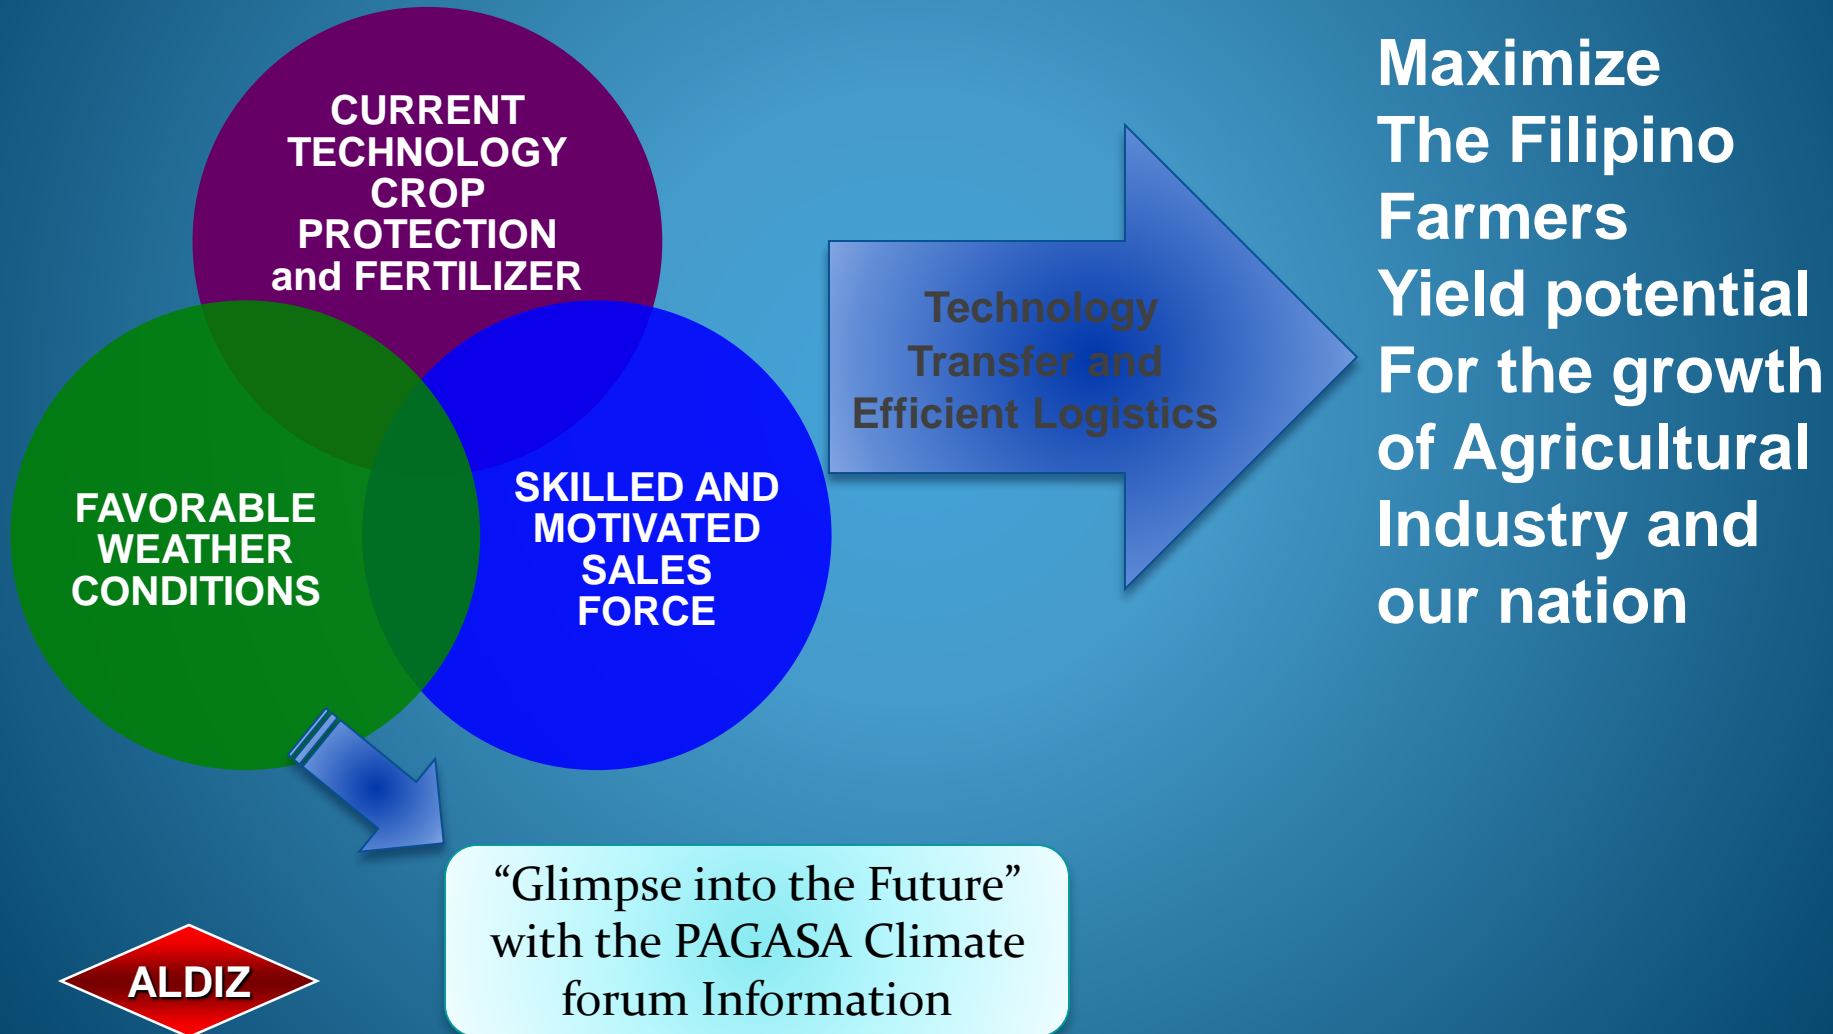 CURRENT
TECHNOLOGY
CROP
PROTECTION
and FERTILIZER
FAVORABLE
WEATHER
CONDITIONS
SKILLED AND
MOTIVATED
SALES
FORCE
Technology
Transfer and
Efficient Logistics
Maximize
The Filipino
Farmers
Yield potential
For the growth
of Agricultural
Industry and
our nation
“Glimpse into the Future”
with the PAGASA Climate
forum Information
ALDIZ